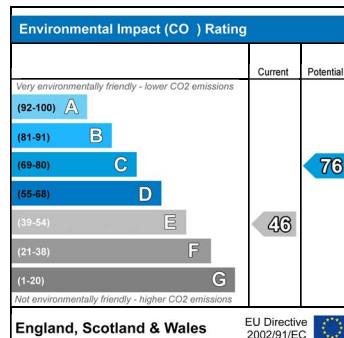 Environmental Impact (CO ) Rating
Current Potential
Very environmentally friendly - lower CO2 emissions
(92-100) A
(81-91) B
(69-80) C 76
(55-68) D
(39-54) E 46
(21-38) F
(1-20) G
Not environmentally friendly - higher CO2 emissions
England, Scotland & Wales EU Directive
2002/91/EC